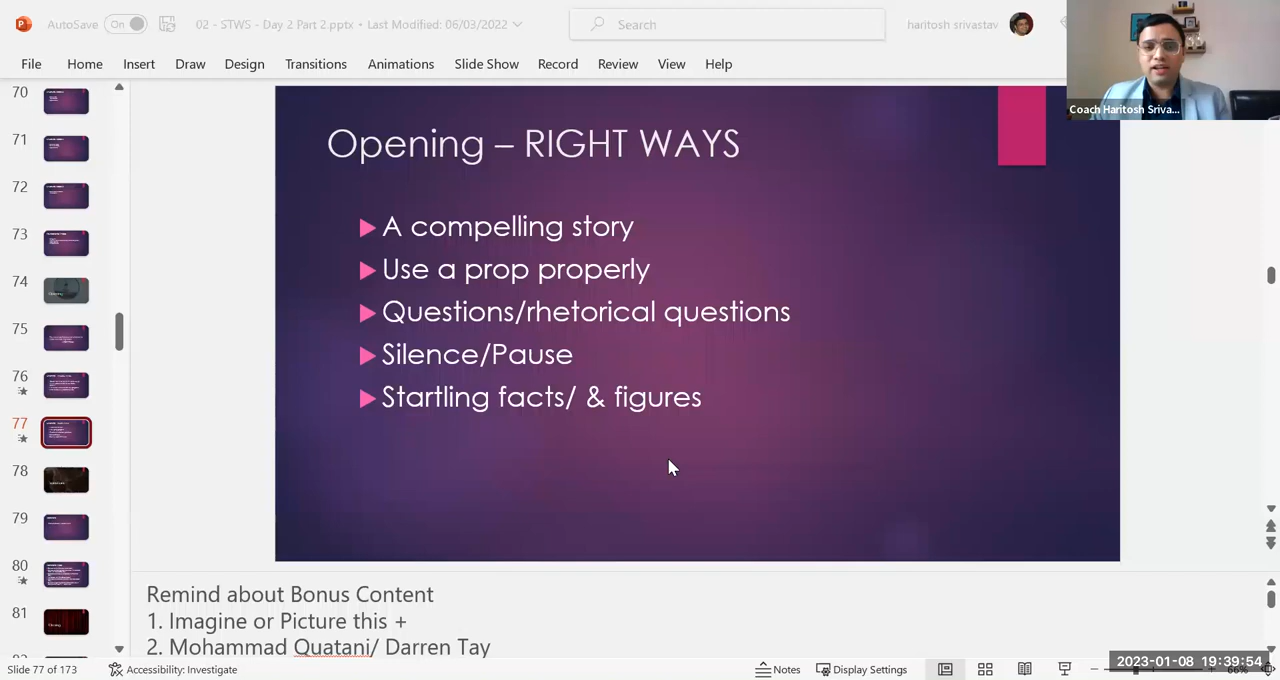 AutoSave On 02 - STWS - Day 2 Part 2.pptx • Last Modified: 06/03/2022 Search haritosh srivastav
File Home Insert Draw Design Transitions Animations Slide Show Record Review View Help
Coach Haritosh Sriva...
70
71
72
73
74
75
76
77
78
79
80
81
Opening – RIGHT WAYS
A compelling story
Use a prop properly
Questions/rhetorical questions
Silence/Pause
Startling facts/ & figures
Remind about Bonus Content
1. Imagine or Picture this +
2. Mohammad Quatani/ Darren Tay
Slide 77 of 173 Accessibility: Investigate Notes Display Settings
2023-01-08 19:39:54